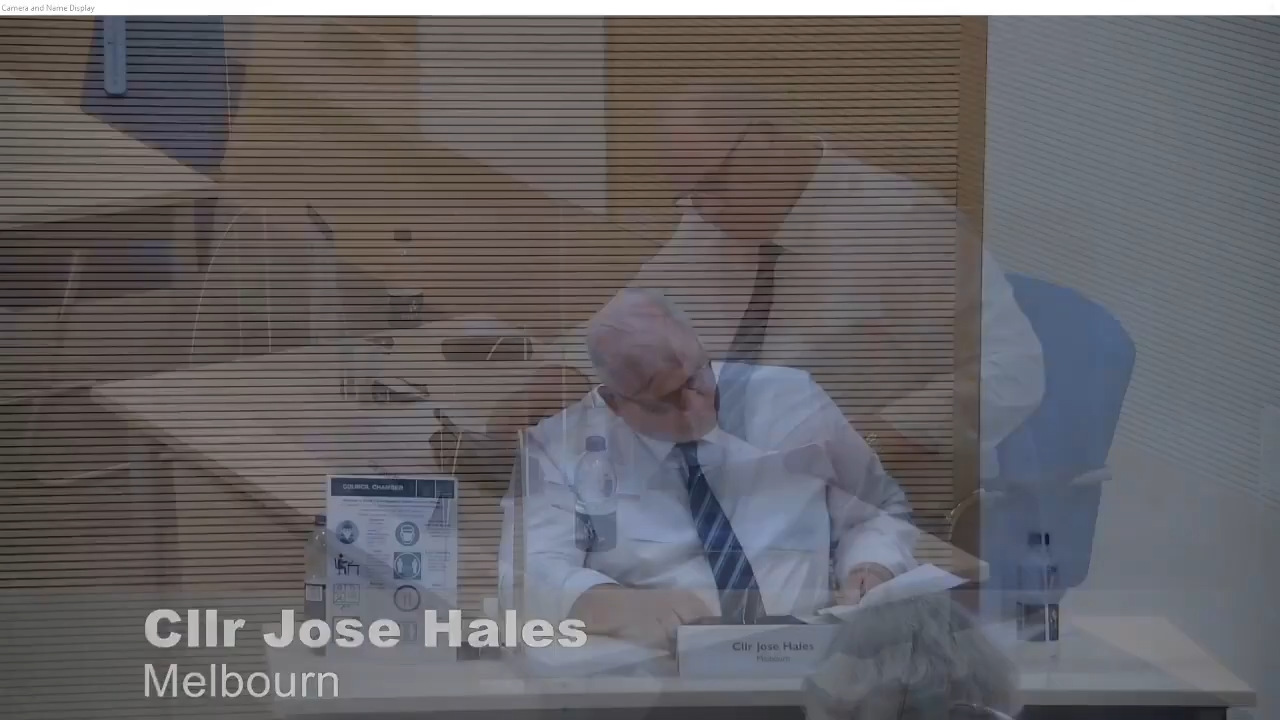 Camera and Name Display
COUNCIL CHAMBER
Cllr Jose Hales
Melbourn
Cllr Jose Hales
Melbourn